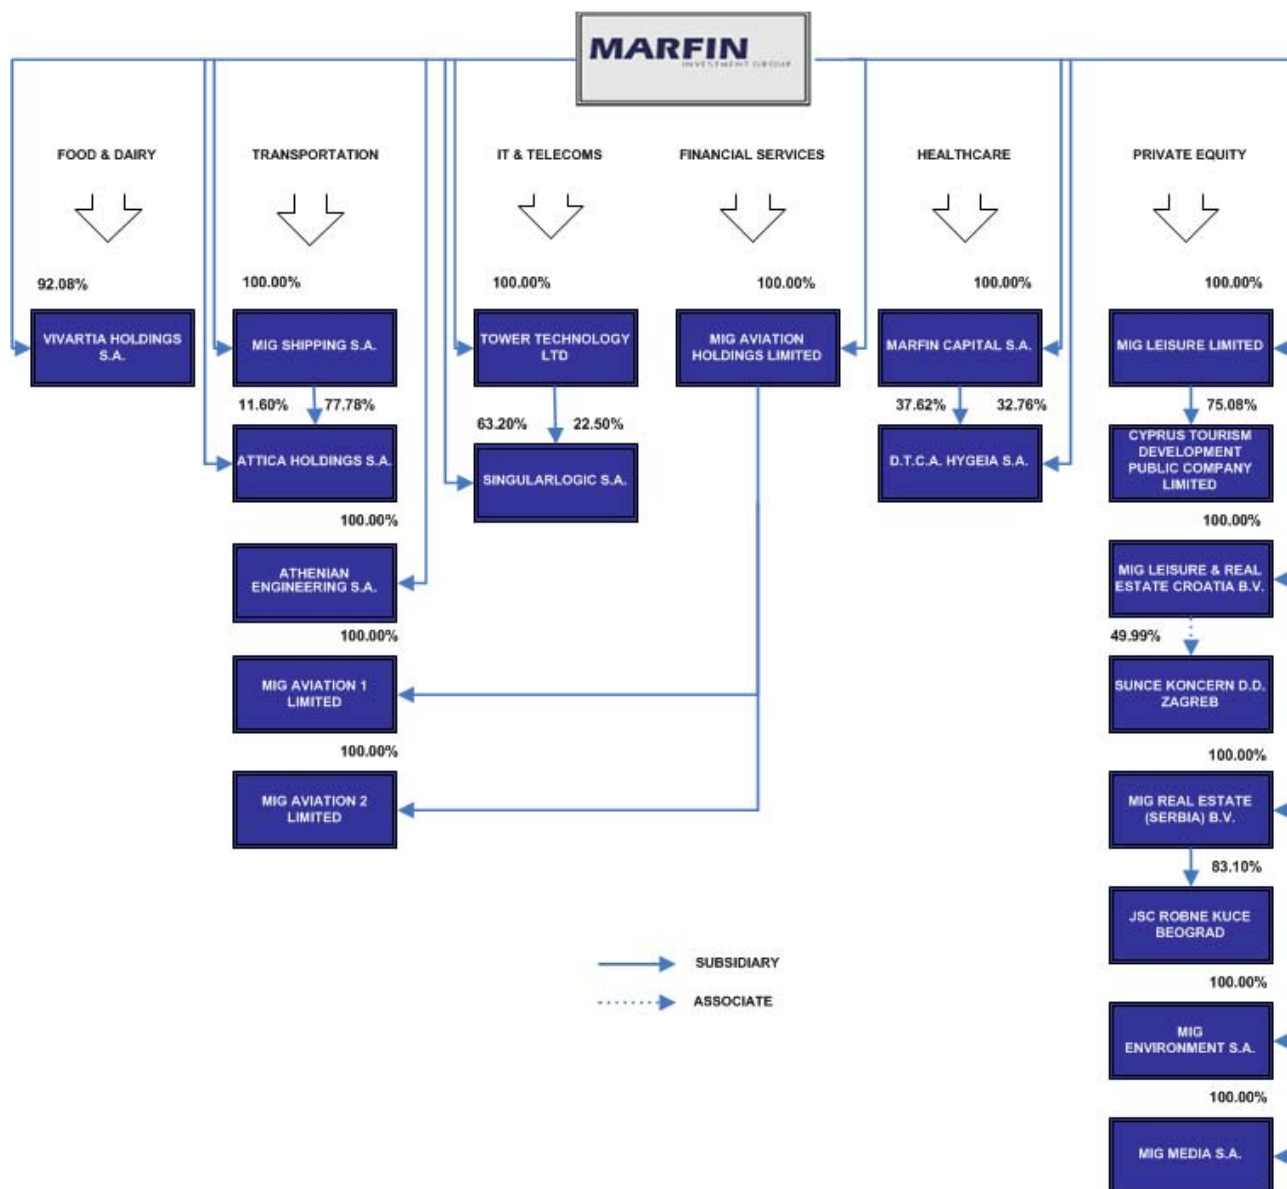 MARFIN
INVESTMENT GROUP
FOOD & DAIRY
TRANSPORTATION
IT & TELECOMS
FINANCIAL SERVICES
HEALTHCARE
PRIVATE EQUITY
92.08%
100.00%
100.00%
100.00%
100.00%
100.00%
VIVARTIA HOLDINGS
S.A.
MIG SHIPPING S.A.
TOWER TECHNOLOGY
LTD
MIG AVIATION
HOLDINGS LIMITED
MARFIN CAPITAL S.A.
MIG LEISURE LIMITED
11.60%
77.78%
63.20%
22.50%
37.62%
32.76%
75.08%
ATTICA HOLDINGS S.A.
SINGULARLOGIC S.A.
D.T.C.A. HYGEIA S.A.
CYPRUS TOURISM
DEVELOPMENT
PUBLIC COMPANY
LIMITED
100.00%
100.00%
ATHENIAN
ENGINEERING S.A.
MIG LEISURE & REAL
ESTATE CROATIA B.V.
100.00%
49.99%
MIG AVIATION 1
LIMITED
SUNCE KONCERN D.D.
ZAGREB
100.00%
100.00%
MIG AVIATION 2
LIMITED
MIG REAL ESTATE
(SERBIA) B.V.
83.10%
JSC ROBNE KUCE
BEOGRAD
SUBSIDIARY
ASSOCIATE
100.00%
MIG
ENVIRONMENT S.A.
100.00%
MIG MEDIA S.A.